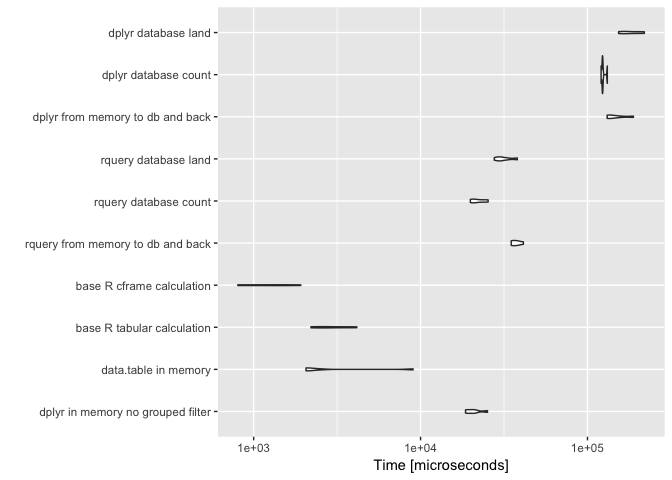 dplyr database land
dplyr database count
dplyr from memory to db and back
rquery database land
rquery database count
rquery from memory to db and back
base R cframe calculation
base R tabular calculation
data.table in memory
dplyr in memory no grouped filter
1e+03 1e+04 1e+05
Time [microseconds]